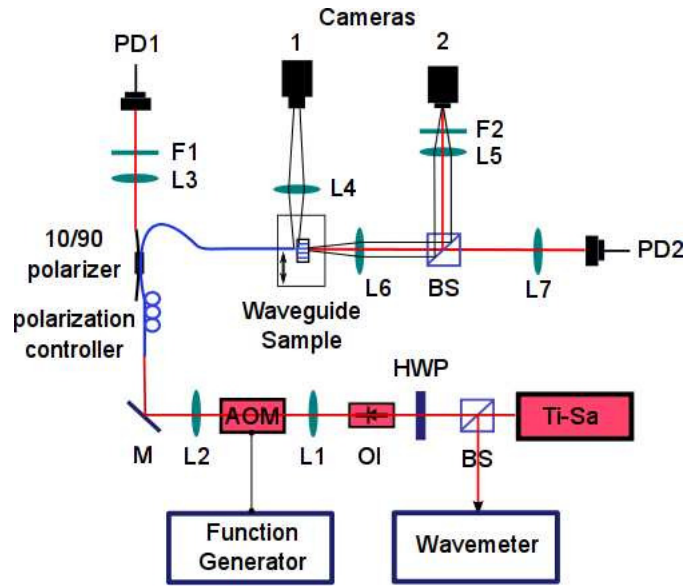 Cameras
PD1
1
2
F1
L3
L4
F2
L5
10/90
polarizer
polarization
controller
Waveguide
Sample
L6
BS
L7
PD2
HWP
M
L2
AOM
L1
OI
BS
Ti-Sa
Function
Generator
Wavemeter